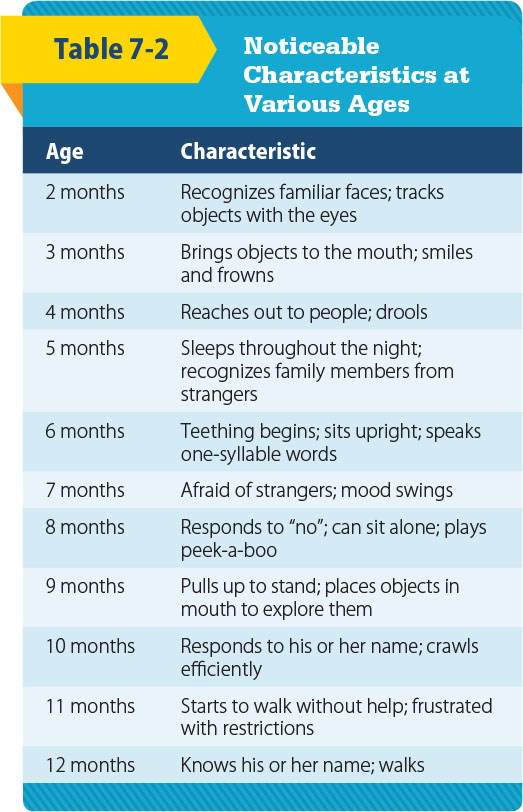 Table 7-2
Noticeable
Characteristics at
Various Ages
Age Characteristic
2 months Recognizes familiar faces; tracks
objects with the eyes
3 months Brings objects to the mouth; smiles
and frowns
4 months Reaches out to people; drools
5 months Sleeps throughout the night;
recognizes family members from
strangers
6 months Teething begins; sits upright; speaks
one-syllable words
7 months Afraid of strangers; mood swings
8 months Responds to “no”; can sit alone; plays
peek-a-boo
9 months Pulls up to stand; places objects in
mouth to explore them
10 months Responds to his or her name; crawls
efficiently
11 months Starts to walk without help; frustrated
with restrictions
12 months Knows his or her name; walks